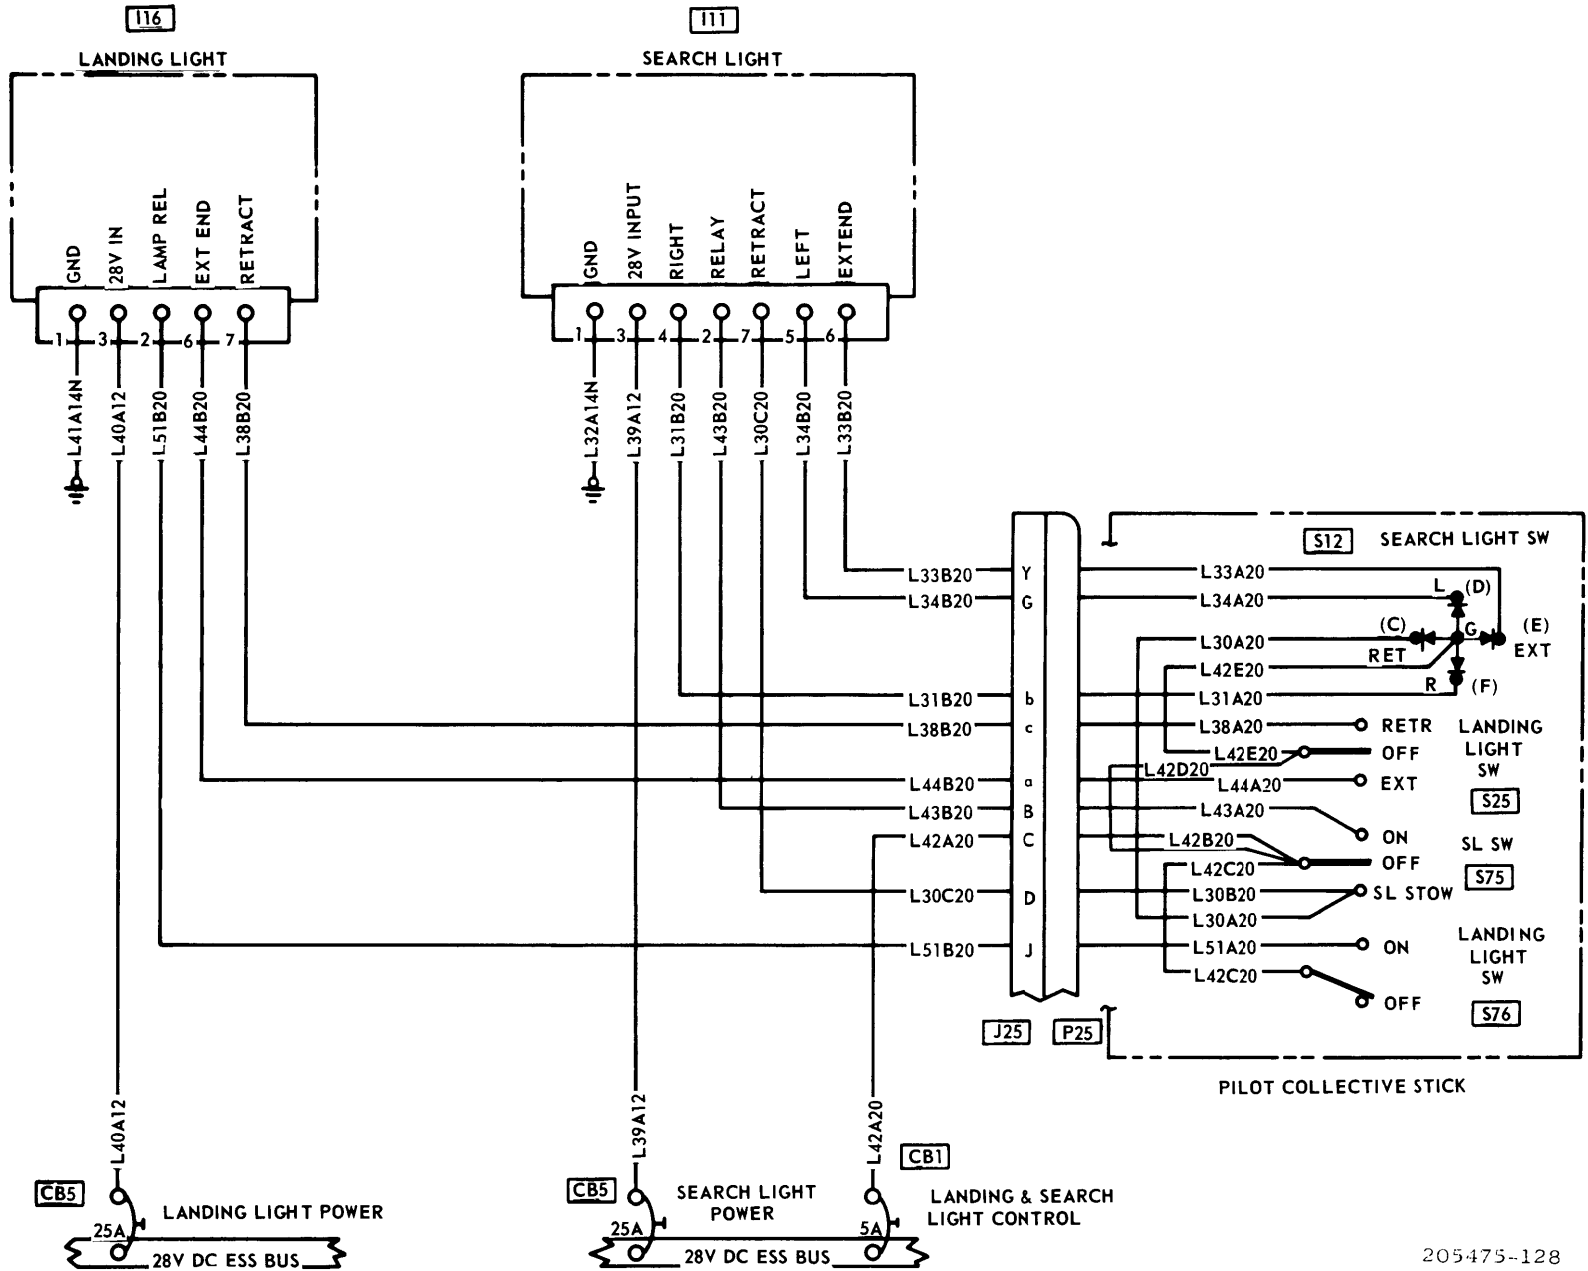 I16
LANDING LIGHT
GND
28V IN
LAMP REL
EXT END
RETRACT
1
3
2
6
7
L41A14N
L40A12
L51B20
L44B20
L38B20
I11
SEARCH LIGHT
GND
28V INPUT
RIGHT
RELAY
RETRACT
LEFT
EXTEND
1
3
4
2
7
5
6
L32A14N
L39A12
L31B20
L43B20
L30C20
L34B20
L33B20
L33B20
Y
L34B20
G
L31B20
b
L38B20
c
L44B20
a
L43B20
B
L42A20
C
L30C20
D
L51B20
J
J25
P25
S12
SEARCH LIGHT SW
L33A20
L34A20
L
(D)
L30A20
(C)
G
(E)
EXT
RET
L42E20
L31A20
R
(F)
L38A20
RETR
LANDING
LIGHT
SW
L42E20
OFF
L42D20
L44A20
EXT
S25
L43A20
ON
L42B20
SL SW
OFF
L42C20
S75
L30B20
SL STOW
L30A20
L51A20
ON
LANDING
LIGHT
SW
L42C20
OFF
S76
PILOT COLLECTIVE STICK
L40A12
L39A12
L42A20
CB5
25A
LANDING LIGHT POWER
28V DC ESS BUS
CB5
25A
SEARCH LIGHT
POWER
CB1
5A
LANDING & SEARCH
LIGHT CONTROL
28V DC ESS BUS
205475-128